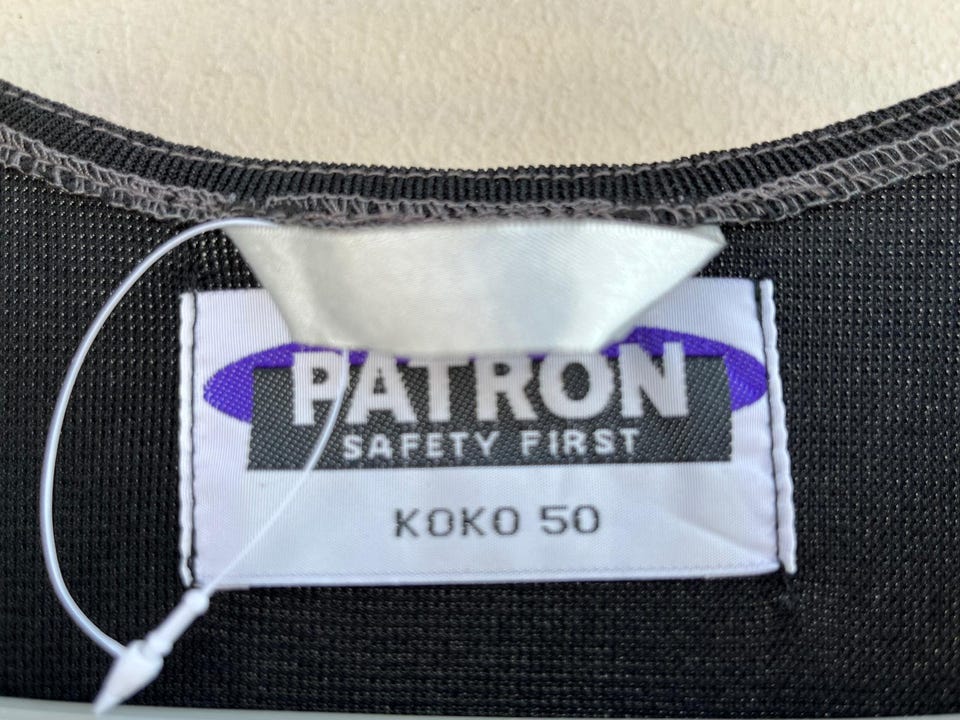 PATRON
SAFETY FIRST
KOKO 50